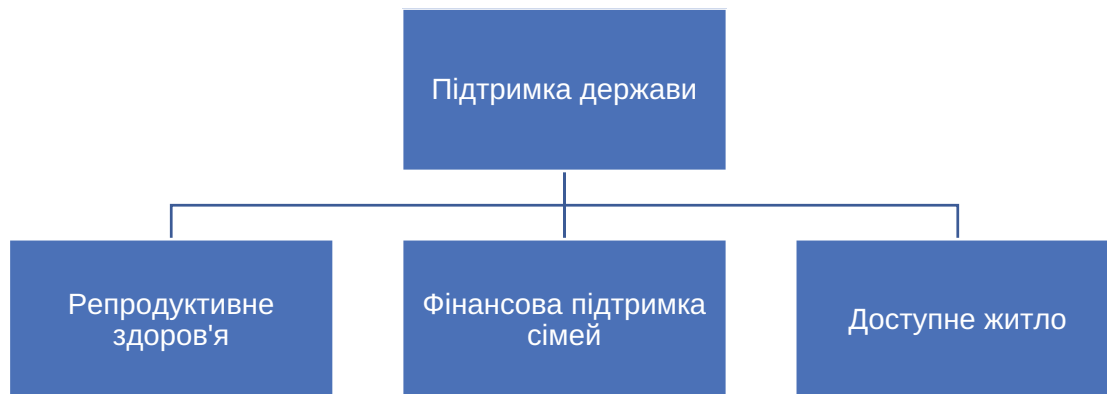 Підтримка держави
Репродуктивне
здоров'я
Фінансова підтримка
сімей
Доступне житло